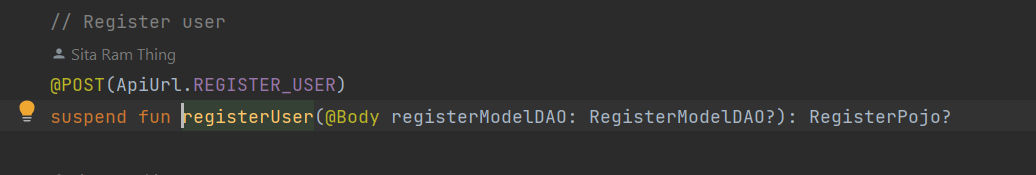 // Register user
Sita Ram Thing
@POST(ApiUrl.REGISTER_USER)
suspend fun registerUser(@Body registerModelDAO: RegisterModelDAO?): RegisterPojo?